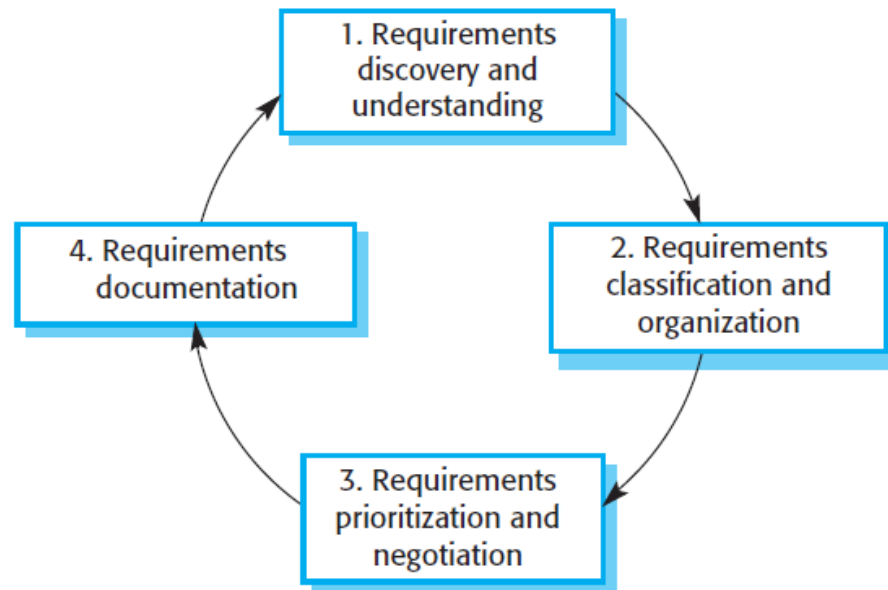 1. Requirements
discovery and
understanding
2. Requirements
classification and
organization
3. Requirements
prioritization and
negotiation
4. Requirements
documentation